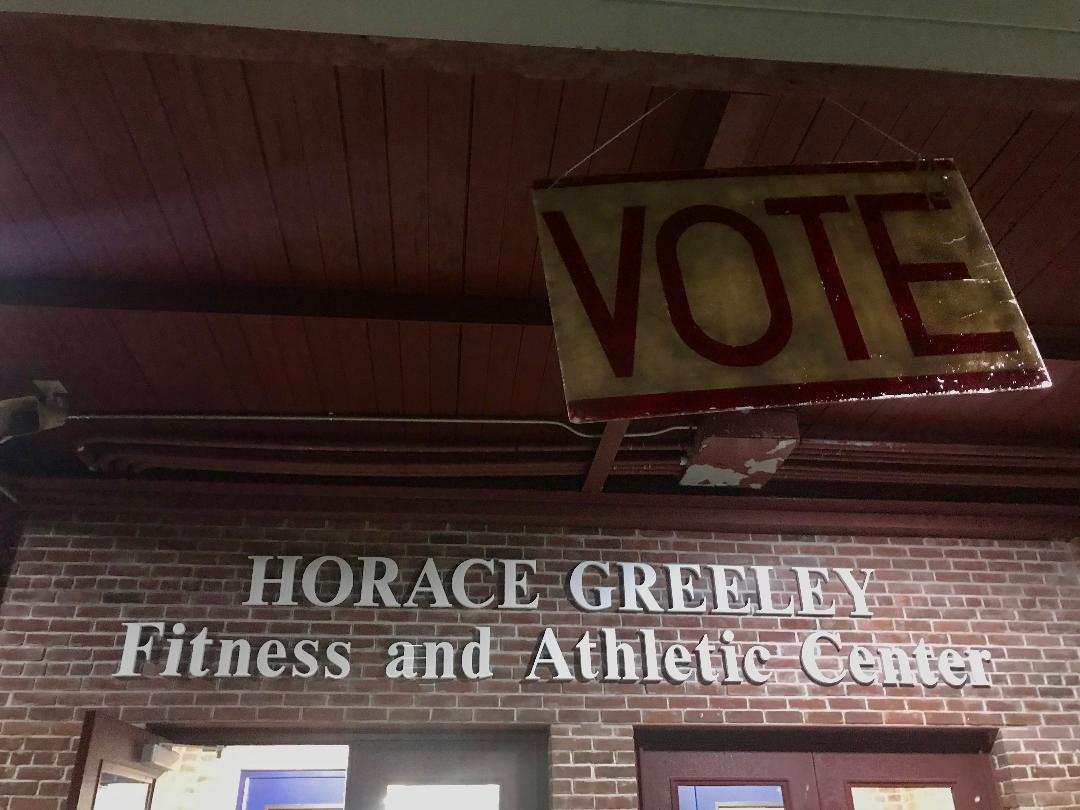 VOTE
HORACE GREELEY
Fitness and Athletic Center